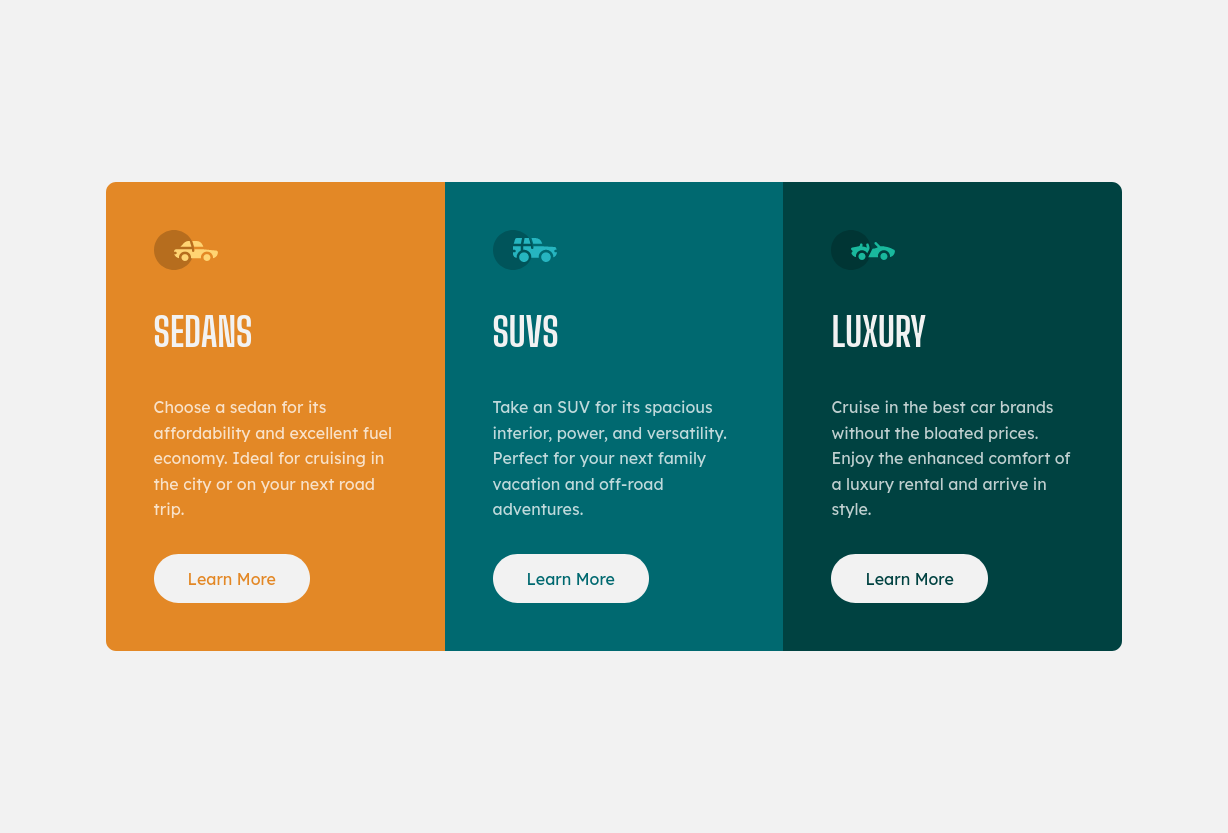 SEDANS
Choose a sedan for its
affordability and excellent fuel
economy. Ideal for cruising in
the city or on your next road
trip.
Learn More
SUVS
Take an SUV for its spacious
interior, power, and versatility.
Perfect for your next family
vacation and off-road
adventures.
Learn More
LUXURY
Cruise in the best car brands
without the bloated prices.
Enjoy the enhanced comfort of
a luxury rental and arrive in
style.
Learn More